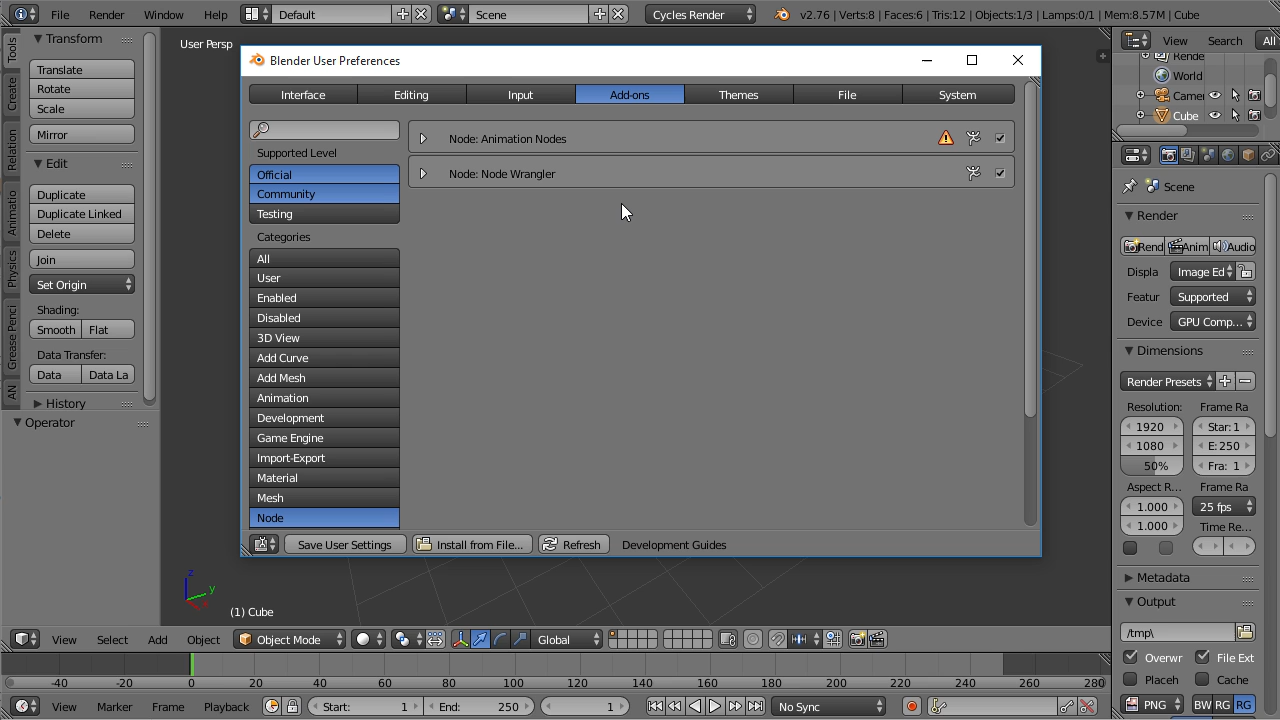 File Render Window Help Default Scene Cycles Render v2.76 | Verts:8 | Faces:6 | Tris:12 | Objects:1/3 | Lamps:0/1 | Mem:8.57M | Cube
Tools
Create
Relation
Animatio
Physics
Grease Penci
AN
Transform
Translate
Rotate
Scale
Mirror
Edit
Duplicate
Duplicate Linked
Delete
Join
Set Origin
Shading:
Smooth Flat
Data Transfer:
Data Data La
History
Operator
User Persp
Blender User Preferences
Interface Editing Input Add-ons Themes File System
Supported Level
Official
Community
Testing
Categories
All
User
Enabled
Disabled
3D View
Add Curve
Add Mesh
Animation
Development
Game Engine
Import-Export
Material
Mesh
Node
Node: Animation Nodes
Node: Node Wrangler
Save User Settings Install from File... Refresh Development Guides
z
y
x
(1) Cube
View Select Add Object Object Mode Global
-40 -20 0 20 40 60 80 100 120 140 160 180 200 220 240 260 280
View Marker Frame Playback Start: 1 End: 250 1 No Sync
View Search All
Rende
World
Camer
Cube
Scene
Render
Rend Anim Audio
Displa Image Ed
Featur Supported
Device GPU Comp...
Dimensions
Render Presets
Resolution: Frame Ra
1920 Star: 1
1080 E: 250
50% Fra: 1
Aspect R... Frame Ra
1.000 25 fps
1.000 Time Re...
Metadata
Output
/tmp\
Overwr File Ext
Placeh Cache
PNG BW RG RG